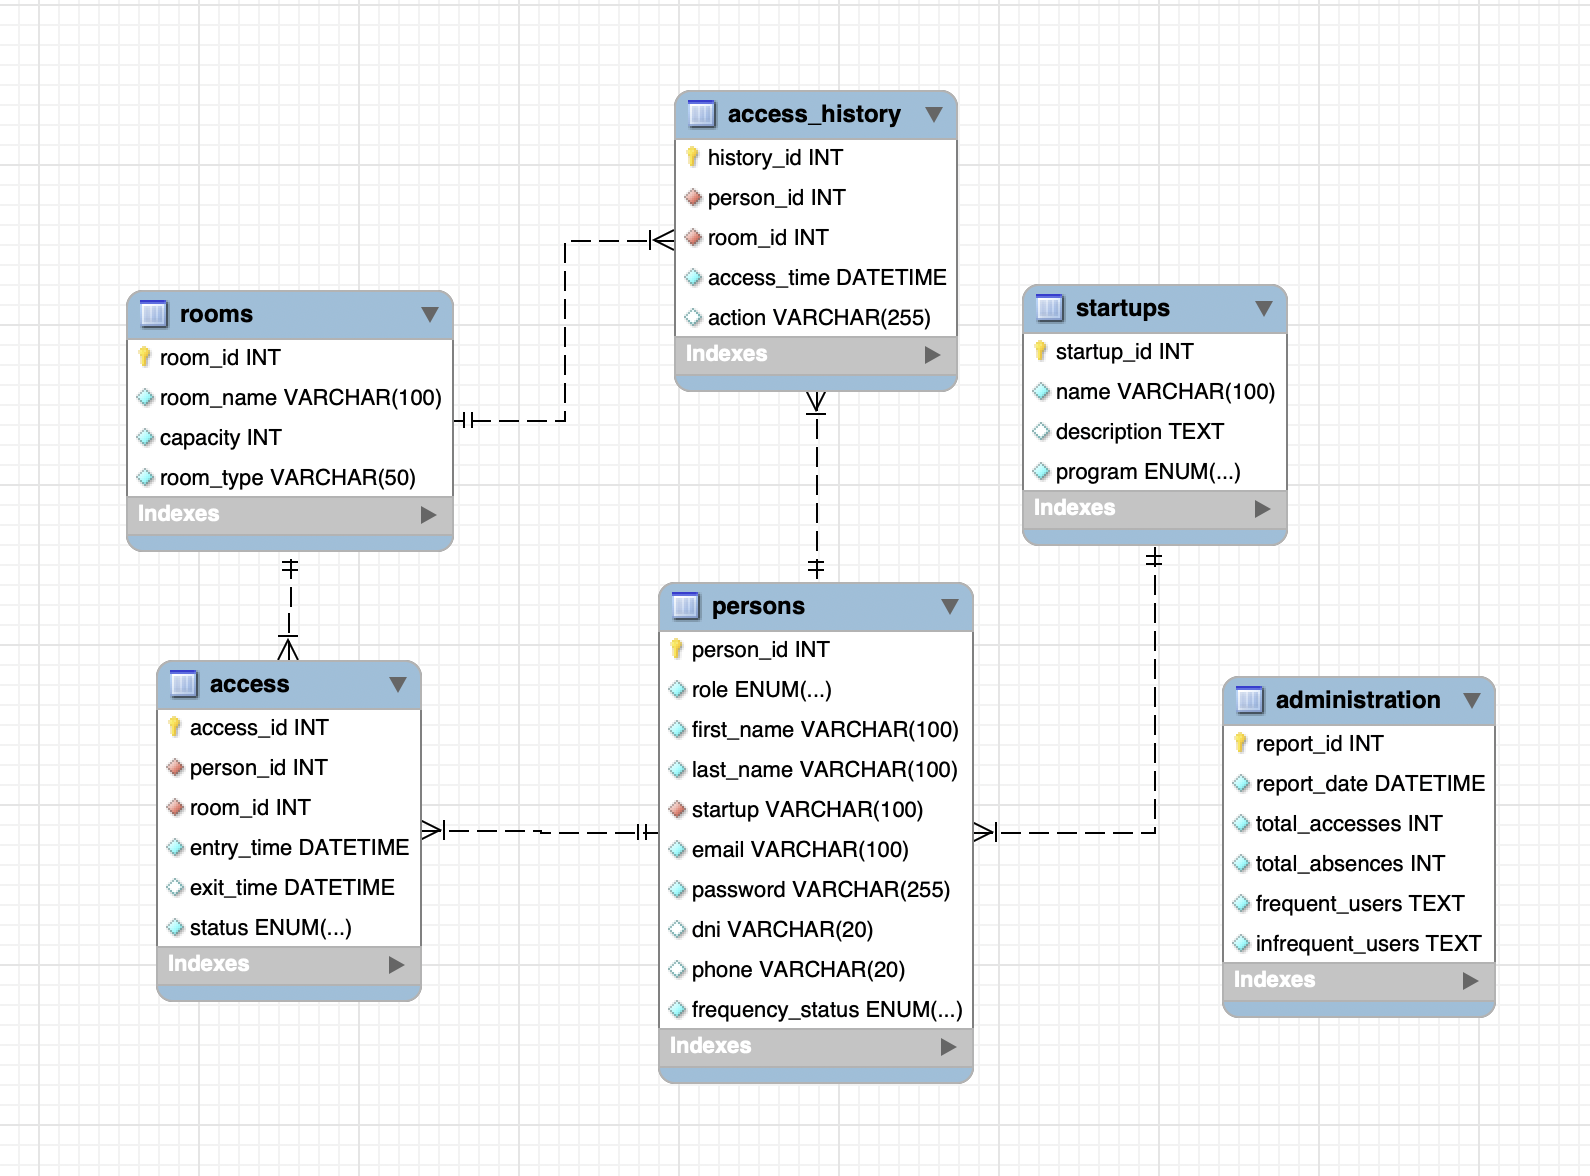 access_history
history_id INT
person_id INT
room_id INT
access_time DATETIME
action VARCHAR(255)
Indexes
rooms
room_id INT
room_name VARCHAR(100)
capacity INT
room_type VARCHAR(50)
Indexes
startups
startup_id INT
name VARCHAR(100)
description TEXT
program ENUM(...)
Indexes
persons
person_id INT
role ENUM(...)
first_name VARCHAR(100)
last_name VARCHAR(100)
startup VARCHAR(100)
email VARCHAR(100)
password VARCHAR(255)
dni VARCHAR(20)
phone VARCHAR(20)
frequency_status ENUM(...)
Indexes
access
access_id INT
person_id INT
room_id INT
entry_time DATETIME
exit_time DATETIME
status ENUM(...)
Indexes
administration
report_id INT
report_date DATETIME
total_accesses INT
total_absences INT
frequent_users TEXT
infrequent_users TEXT
Indexes